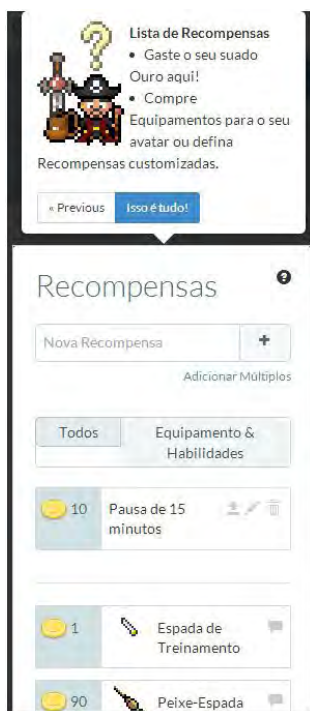 Lista de Recompensas
• Gaste o seu suado
Ouro aqui!
• Compre
Equipamentos para o seu
avatar ou defina
Recompensas customizadas.
« Previous
Isso é tudo!
Recompensas
?
Nova Recompensa
+
Adicionar Múltiplos
Todos
Equipamento &
Habilidades
10
Pausa de 15
minutos
1
Espada de
Treinamento
90
Peixe-Espada